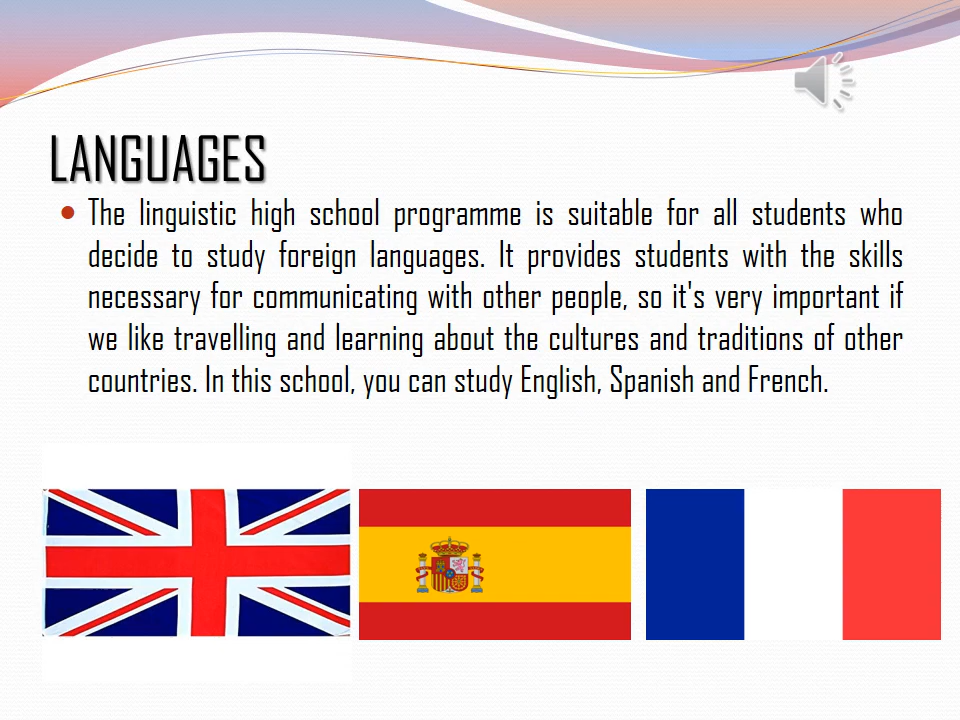 LANGUAGES
The linguistic high school programme is suitable for all students who
decide to study foreign languages. It provides students with the skills
necessary for communicating with other people, so it's very important if
we like travelling and learning about the cultures and traditions of other
countries. In this school, you can study English, Spanish and French.